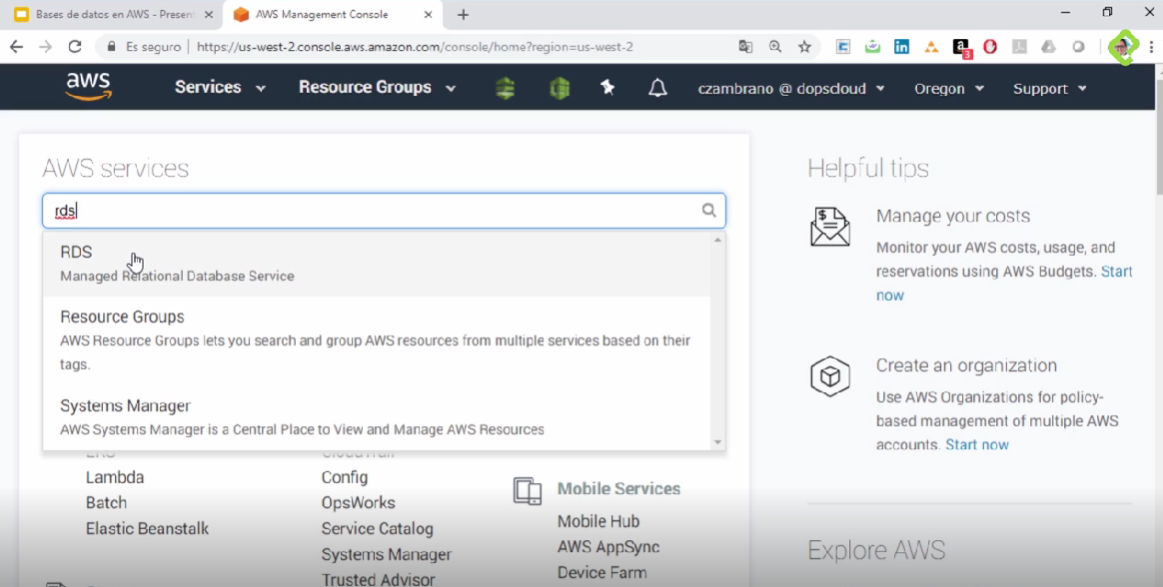 Bases de datos en AWS - Present
AWS Management Console
Es seguro
https://us-west-2.console.aws.amazon.com/console/home?region=us-west-2
3
aws
Services
Resource Groups
czambrano @ dopscloud
Oregon
Support
AWS services
rds
RDS
Managed Relational Database Service
Resource Groups
AWS Resource Groups lets you search and group AWS resources from multiple services based on their
tags.
Systems Manager
AWS Systems Manager is a Central Place to View and Manage AWS Resources
Lambda
Batch
Elastic Beanstalk
CloudTrail
Config
OpsWorks
Service Catalog
Systems Manager
Trusted Advisor
Mobile Services
Mobile Hub
AWS AppSync
Device Farm
Helpful tips
Manage your costs
Monitor your AWS costs, usage, and
reservations using AWS Budgets. Start
now
Create an organization
Use AWS Organizations for policy-
based management of multiple AWS
accounts. Start now
Explore AWS